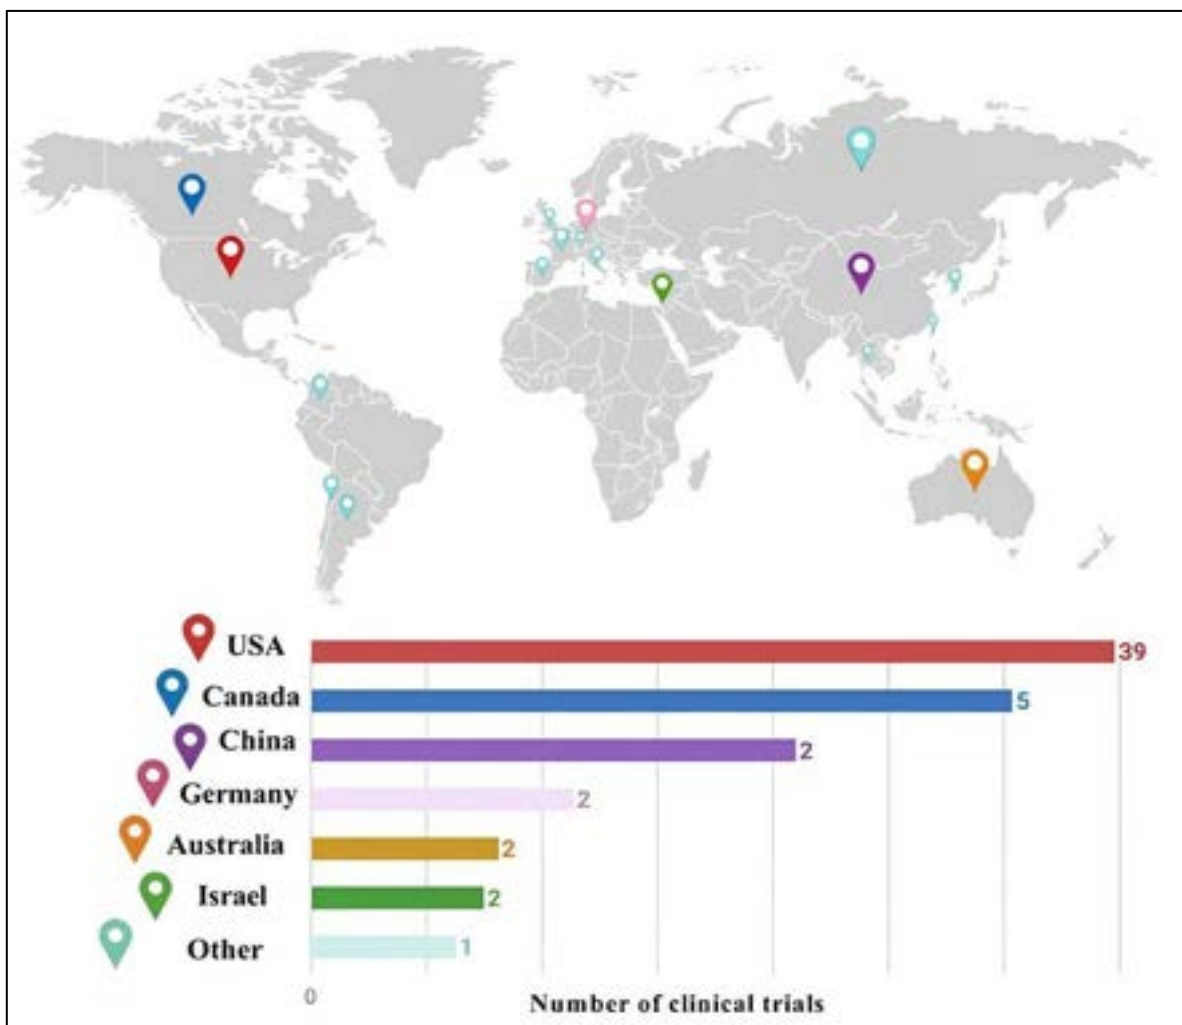 USA 39
Canada 5
China 2
Germany 2
Australia 2
Israel 2
Other 1
0
Number of clinical trials